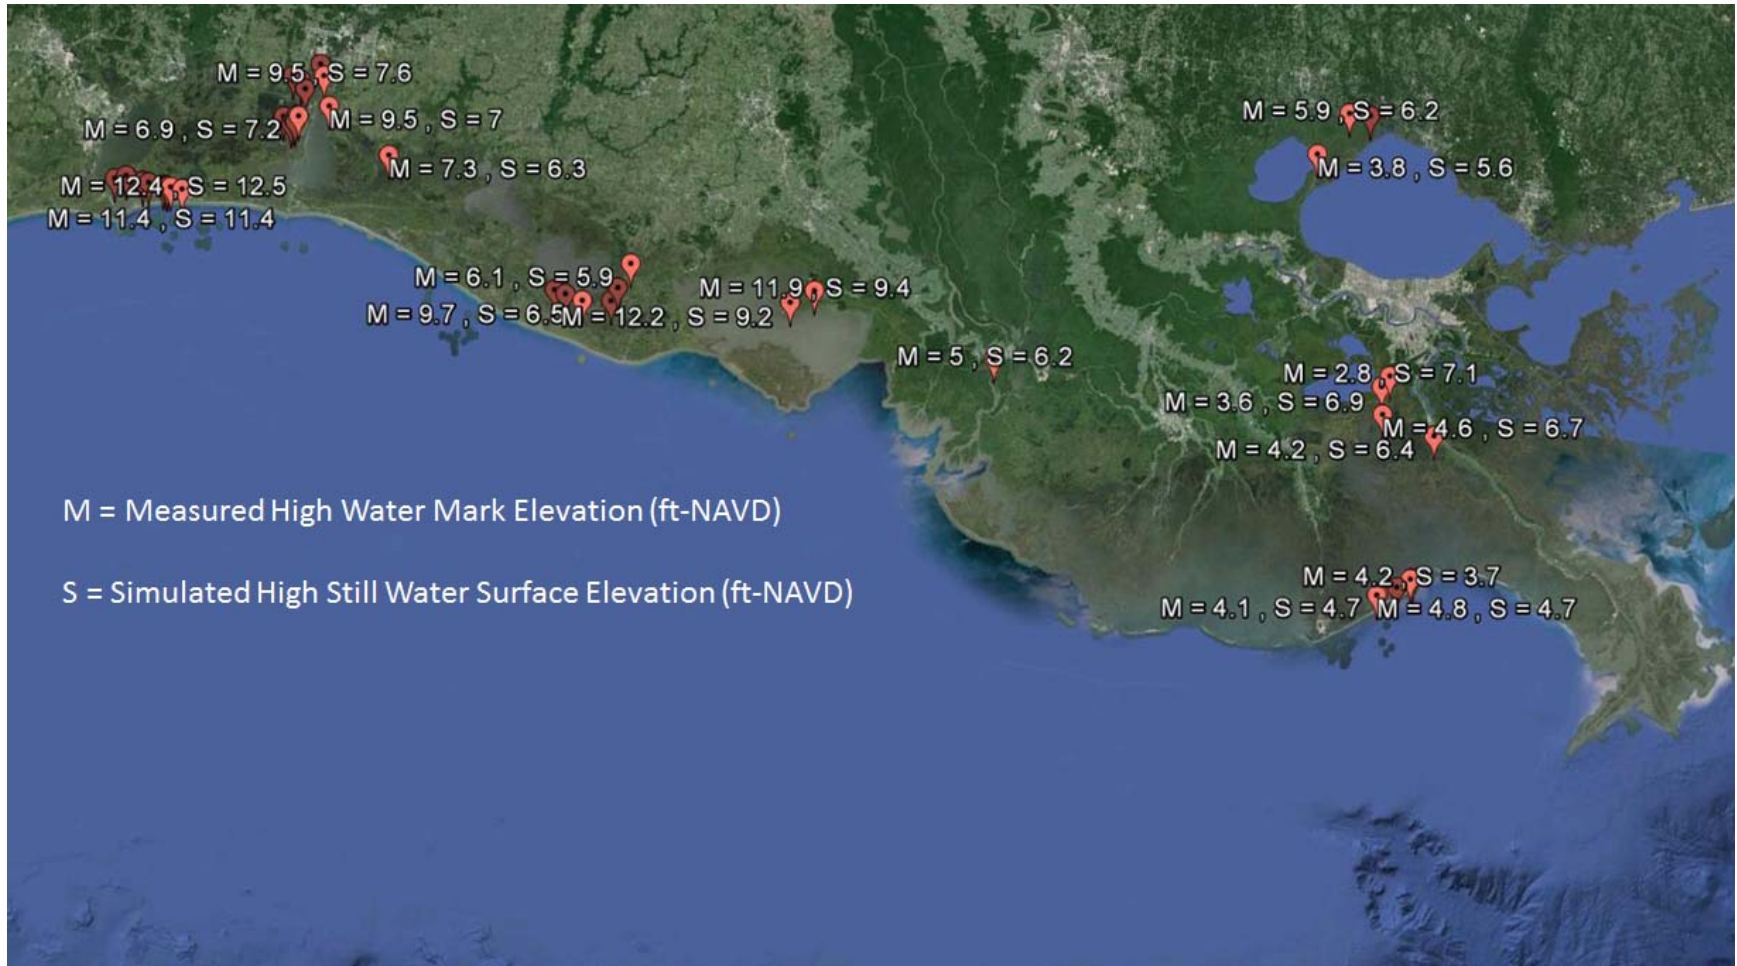 M = 9.5 , S = 7.6
M = 9.5 , S = 7
M = 6.9 , S = 7.2
M = 7.3 , S = 6.3
M = 12.4 , S = 12.5
M = 11.4 , S = 11.4
M = 5.9 , S = 6.2
M = 3.8 , S = 5.6
M = 6.1 , S = 5.9
M = 11.9 , S = 9.4
M = 9.7 , S = 6.5
M = 12.2 , S = 9.2
M = 5 , S = 6.2
M = 2.8 , S = 7.1
M = 3.6 , S = 6.9
M = 4.6 , S = 6.7
M = 4.2 , S = 6.4
M = Measured High Water Mark Elevation (ft-NAVD)
S = Simulated High Still Water Surface Elevation (ft-NAVD)
M = 4.2 , S = 3.7
M = 4.1 , S = 4.7
M = 4.8 , S = 4.7